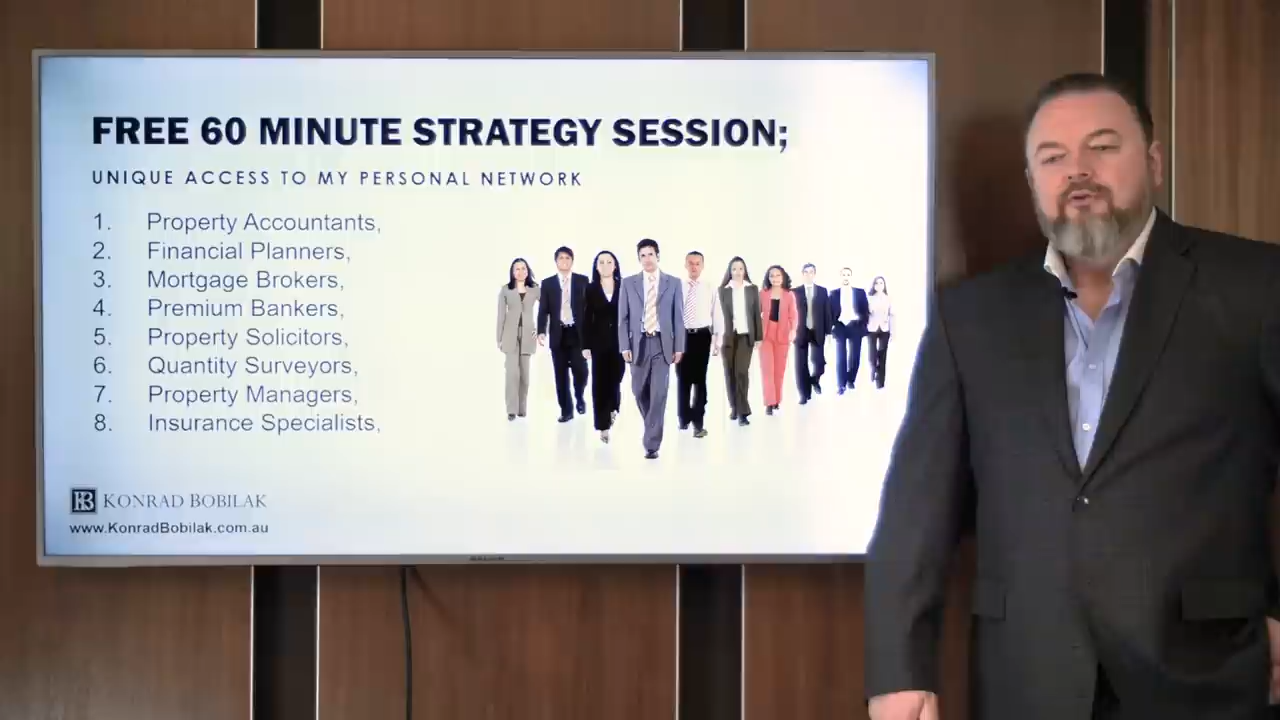 FREE 60 MINUTE STRATEGY SESSION;
UNIQUE ACCESS TO MY PERSONAL NETWORK
1. Property Accountants,
2. Financial Planners,
3. Mortgage Brokers,
4. Premium Bankers,
5. Property Solicitors,
6. Quantity Surveyors,
7. Property Managers,
8. Insurance Specialists,
KB KONRAD BOBILAK
www.KonradBobilak.com.au